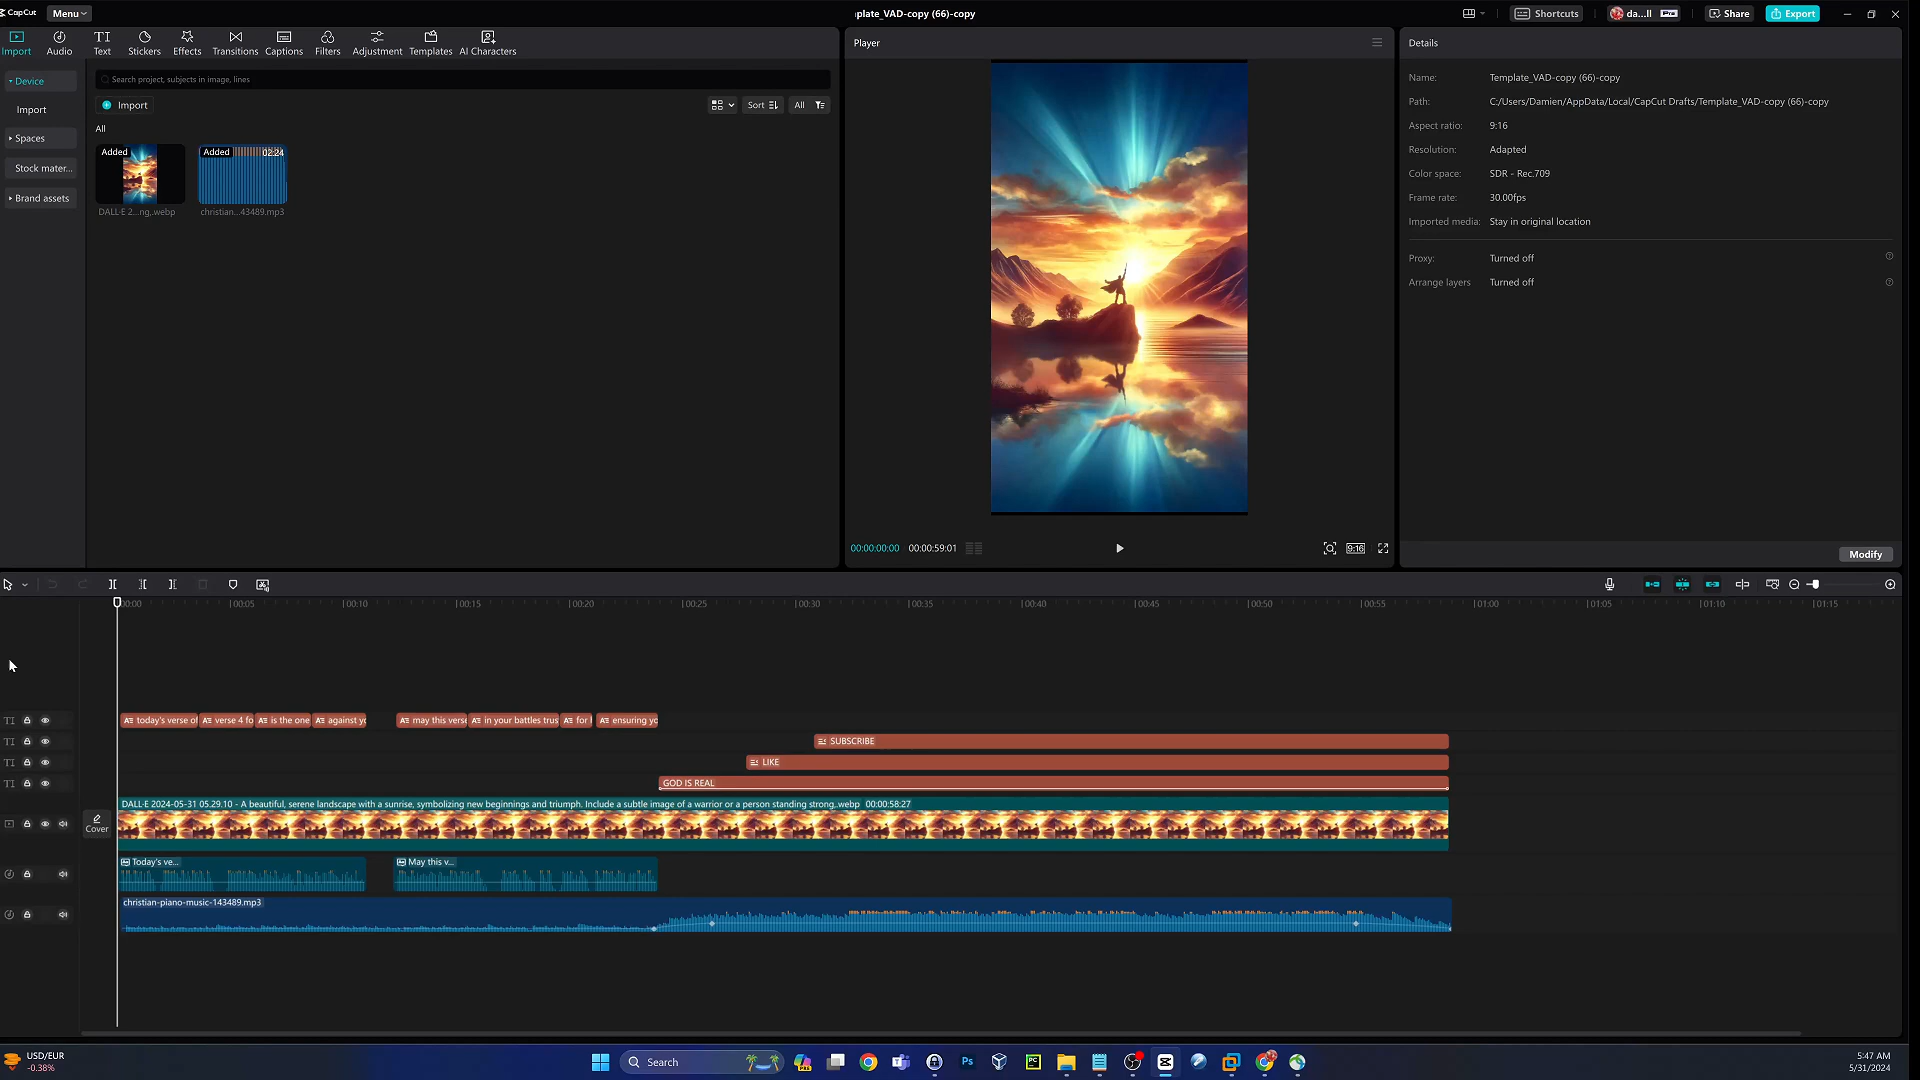 CapCut Menu plate_VAD-copy (66)-copy Shortcuts da...ll Pro Share Export
Import Audio Text Stickers Effects Transitions Captions Filters Adjustment Templates AI Characters
Device
Import
Spaces
Stock mater...
Brand assets
Search project, subjects in image, lines
Import Sort All
All
Added Added 02:24
DALL·E 2...ng,.webp christian...43489.mp3
Player
00:00:00:00 00:00:59:01 9:16
Details
Name: Template_VAD-copy (66)-copy
Path: C:/Users/Damien/AppData/Local/CapCut Drafts/Template_VAD-copy (66)-copy
Aspect ratio: 9:16
Resolution: Adapted
Color space: SDR - Rec.709
Frame rate: 30.00fps
Imported media: Stay in original location
Proxy: Turned off
Arrange layers Turned off
Modify
00:00 00:05 00:10 00:15 00:20 00:25 00:30 00:35 00:40 00:45 00:50 00:55 01:00 01:05 01:10 01:15
today's verse of verse 4 fo is the one against yo may this verse in your battles trus for ensuring yo
SUBSCRIBE
LIKE
GOD IS REAL
DALL·E 2024-05-31 05.29.10 - A beautiful, serene landscape with a sunrise, symbolizing new beginnings and triumph. Include a subtle image of a warrior or a person standing strong,.webp 00:00:58:27
Cover
Today's ve... May this v...
christian-piano-music-143489.mp3
USD/EUR
-0.38%
Search
Ps
PC
5:47 AM
5/31/2024